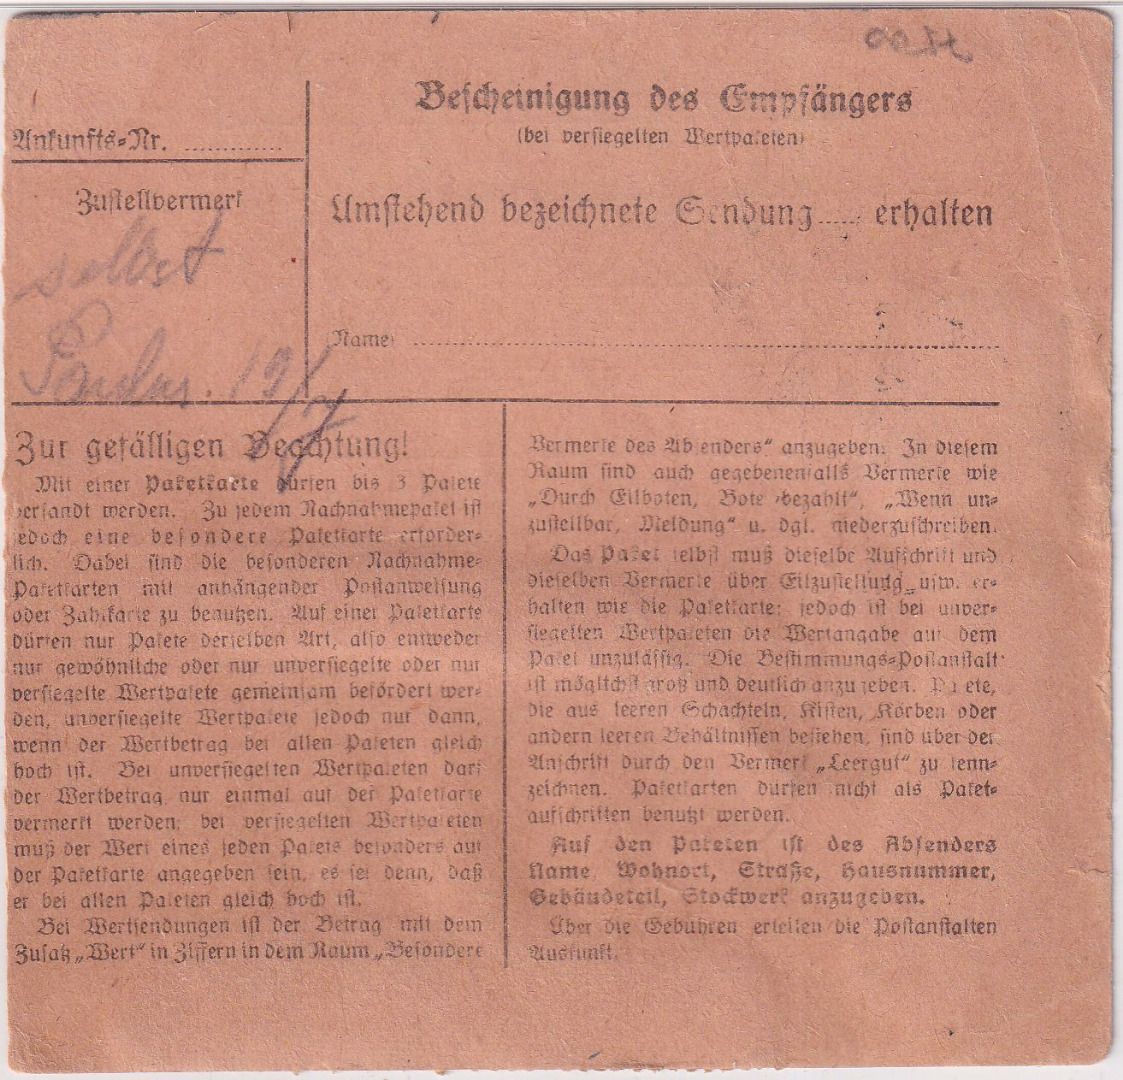 Bescheinigung des Empfängers
(bei versiegelten Wertpaketen)
Ankunfts=Nr. ..............
Zustellvermerk
Umstehend bezeichnete Sendung...... erhalten
selbst
19/7
(Name) ..............
Zur gefälligen Beachtung!
Mit einer Paketkarte dürfen bis 3 Pakete
versandt werden. Zu jedem Nachnahmepaket ist
jedoch eine besondere Paketkarte erforder=
lich. Dabei sind die besonderen Nachnahme=
Paketkarten mit anhängender Postanweisung
oder Zahlkarte zu benutzen. Auf einer Paketkarte
dürfen nur Pakete derselben Art, also entweder
nur gewöhnliche oder nur unversiegelte oder nur
versiegelte Wertpakete gemeinsam befördert wer=
den, unversiegelte Wertpakete jedoch nur dann,
wenn der Wertbetrag bei allen Paketen gleich
hoch ist. Bei unversiegelten Wertpaketen darf
der Wertbetrag nur einmal auf der Paketkarte
vermerkt werden; bei versiegelten Wertpaketen
muß der Wert eines jeden Pakets besonders auf
der Paketkarte angegeben sein, es sei denn, daß
er bei allen Paketen gleich hoch ist.
Bei Wertsendungen ist der Betrag mit dem
Zusatz „Wert“ in Ziffern in dem Raum „Besondere
Vermerke des Absenders“ anzugeben. In diesem
Raum sind auch gegebenenfalls Vermerke wie
„Durch Eilboten, Bote bezahlt“, „Wenn un=
zustellbar, Meldung“ u. dgl. niederzuschreiben.
Das Paket selbst muß dieselbe Aufschrift und
dieselben Vermerke über Eilzustellung usw. er=
halten wie die Paketkarte; jedoch ist bei unver=
siegelten Wertpaketen die Wertangabe auf dem
Paket unzulässig. Die Bestimmungs=Postanstalt
ist möglichst groß und deutlich anzugeben. Pakete,
die aus leeren Schachteln, Kisten, Körben oder
andern leeren Behältnissen bestehen, sind über der
Anschrift durch den Vermerk „Leergut“ zu kenn=
zeichnen. Paketkarten dürfen nicht als Paket=
aufschriften benutzt werden.
Auf den Paketen ist des Absenders
Name Wohnort, Straße, Hausnummer,
Gebäudeteil, Stockwerk anzugeben.
Über die Gebühren erteilen die Postanstalten
Auskunft.